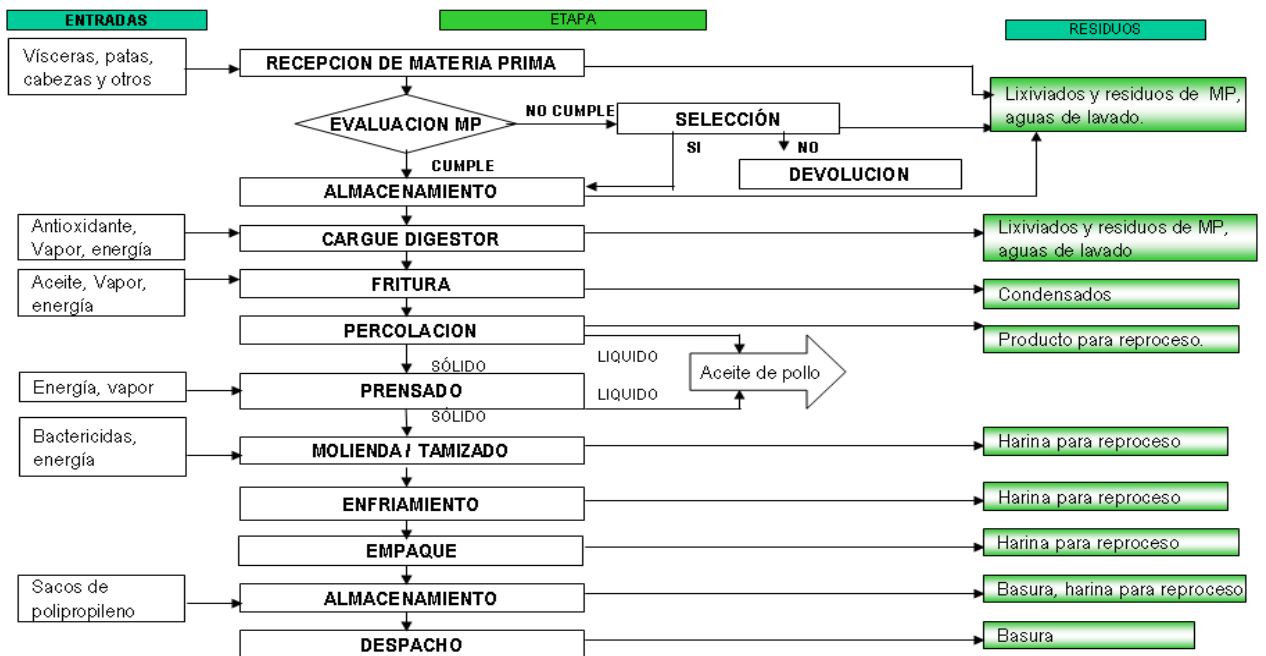 ENTRADAS
ETAPA
RESIDUOS
Vísceras, patas,
cabezas y otros
RECEPCION DE MATERIA PRIMA
Lixiviados y residuos de MP,
aguas de lavado.
EVALUACION MP
NO CUMPLE
SELECCIÓN
SI
NO
DEVOLUCION
CUMPLE
ALMACENAMIENTO
Antioxidante,
Vapor, energía
CARGUE DIGESTOR
Lixiviados y residuos de MP,
aguas de lavado
Aceite, Vapor,
energía
FRITURA
Condensados
PERCOLACION
Producto para reproceso.
SÓLIDO
LIQUIDO
Aceite de pollo
Energía, vapor
PRENSADO
LIQUIDO
SÓLIDO
Bactericidas,
energía
MOLIENDA / TAMIZADO
Harina para reproceso
ENFRIAMIENTO
Harina para reproceso
EMPAQUE
Harina para reproceso
Sacos de
polipropileno
ALMACENAMIENTO
Basura, harina para reproceso
DESPACHO
Basura